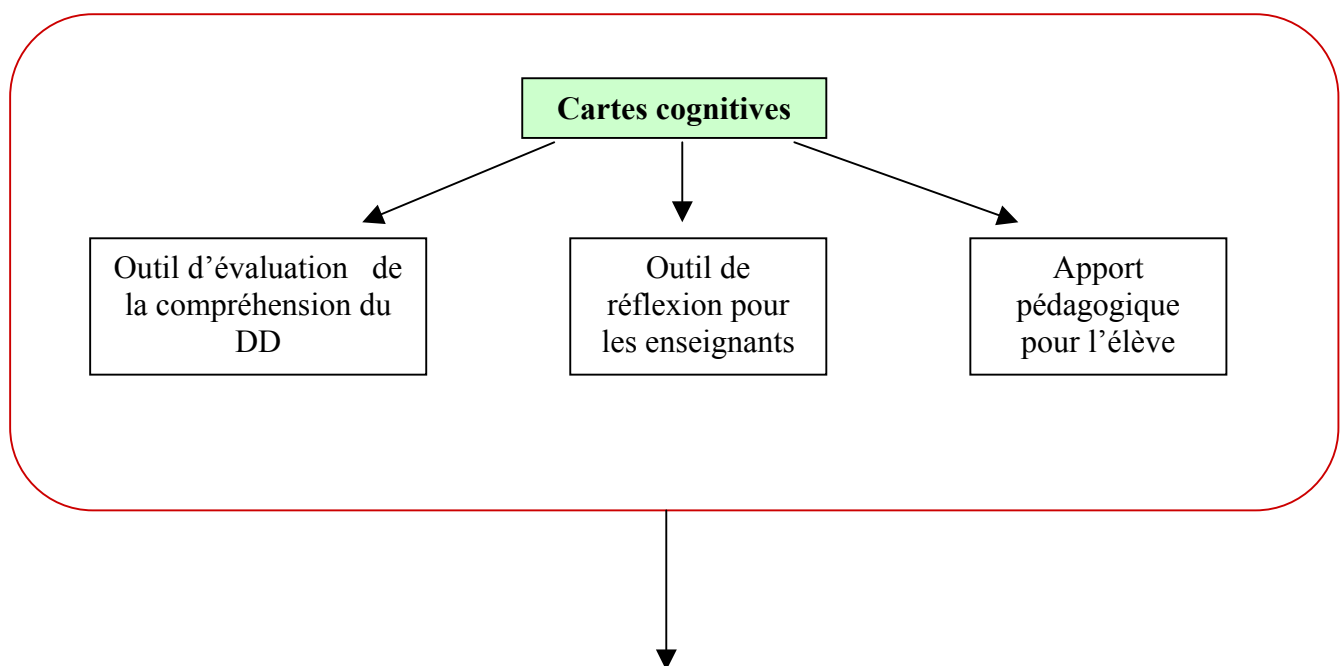 Cartes cognitives
Outil d’évaluation de
la compréhension du
DD
Outil de
réflexion pour
les enseignants
Apport
pédagogique
pour l’élève